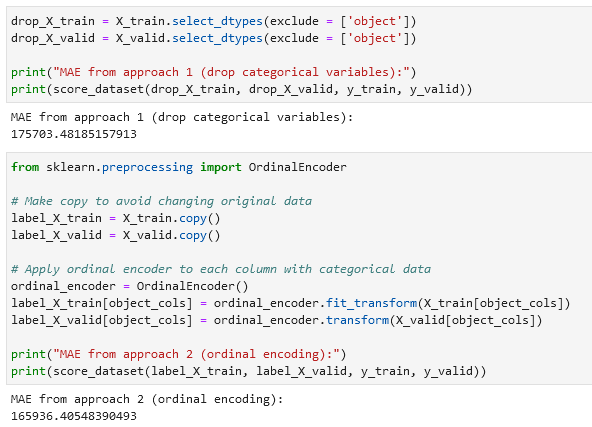 drop_X_train = X_train.select_dtypes(exclude = ['object'])
drop_X_valid = X_valid.select_dtypes(exclude = ['object'])
print("MAE from approach 1 (drop categorical variables):")
print(score_dataset(drop_X_train, drop_X_valid, y_train, y_valid))
MAE from approach 1 (drop categorical variables):
175703.48185157913
from sklearn.preprocessing import OrdinalEncoder
# Make copy to avoid changing original data
label_X_train = X_train.copy()
label_X_valid = X_valid.copy()
# Apply ordinal encoder to each column with categorical data
ordinal_encoder = OrdinalEncoder()
label_X_train[object_cols] = ordinal_encoder.fit_transform(X_train[object_cols])
label_X_valid[object_cols] = ordinal_encoder.transform(X_valid[object_cols])
print("MAE from approach 2 (ordinal encoding):")
print(score_dataset(label_X_train, label_X_valid, y_train, y_valid))
MAE from approach 2 (ordinal encoding):
165936.40548390493